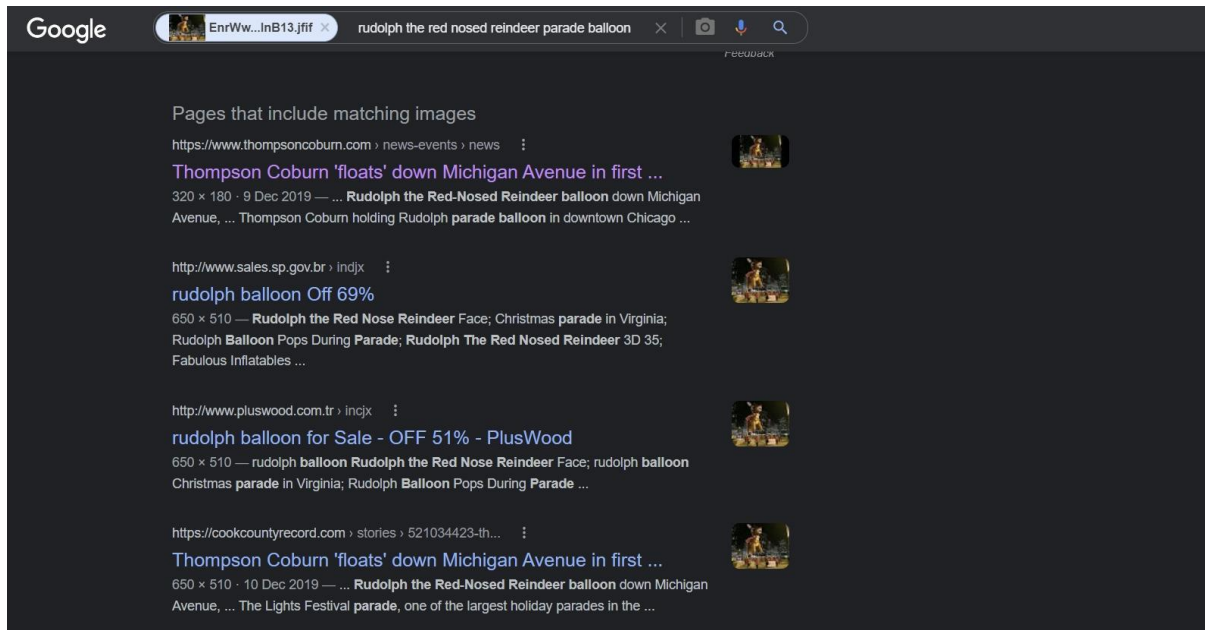 Google
EnrWw...InB13.jfif × rudolph the red nosed reindeer parade balloon ×
Feedback
Pages that include matching images
https://www.thompsoncoburn.com › news-events › news
Thompson Coburn 'floats' down Michigan Avenue in first ...
320 × 180 · 9 Dec 2019 — ... Rudolph the Red-Nosed Reindeer balloon down Michigan
Avenue, ... Thompson Coburn holding Rudolph parade balloon in downtown Chicago ...
http://www.sales.sp.gov.br › indjx
rudolph balloon Off 69%
650 × 510 — Rudolph the Red Nose Reindeer Face; Christmas parade in Virginia;
Rudolph Balloon Pops During Parade; Rudolph The Red Nosed Reindeer 3D 35;
Fabulous Inflatables ...
http://www.pluswood.com.tr › incjx
rudolph balloon for Sale - OFF 51% - PlusWood
650 × 510 — rudolph balloon Rudolph the Red Nose Reindeer Face; rudolph balloon
Christmas parade in Virginia; Rudolph Balloon Pops During Parade ...
https://cookcountyrecord.com › stories › 521034423-th...
Thompson Coburn 'floats' down Michigan Avenue in first ...
650 × 510 · 10 Dec 2019 — ... Rudolph the Red-Nosed Reindeer balloon down Michigan
Avenue, ... The Lights Festival parade, one of the largest holiday parades in the ...